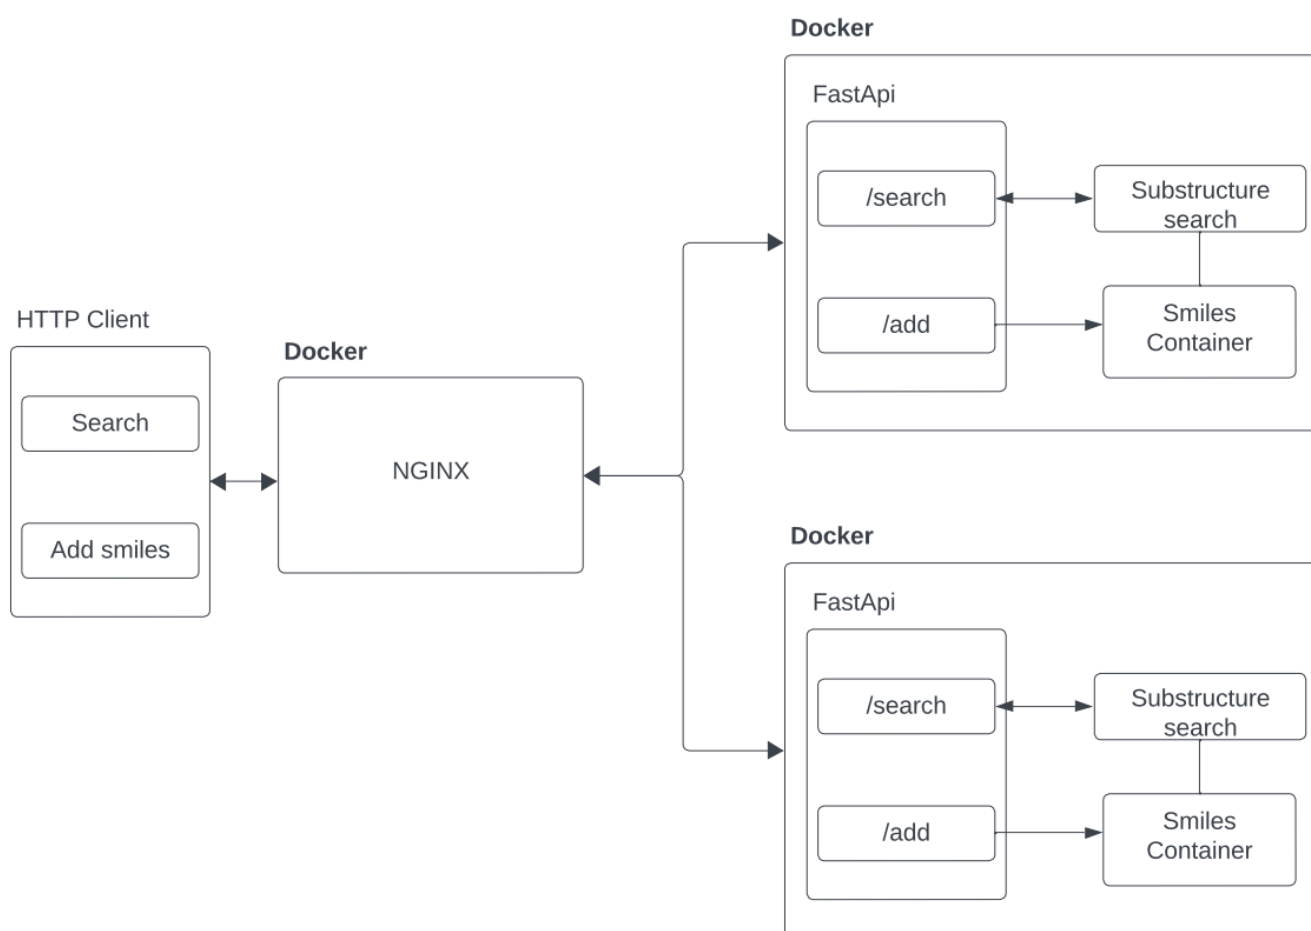 Docker
FastApi
/search
Substructure
search
/add
Smiles
Container
HTTP Client
Search
Add smiles
Docker
NGINX
Docker
FastApi
/search
Substructure
search
/add
Smiles
Container